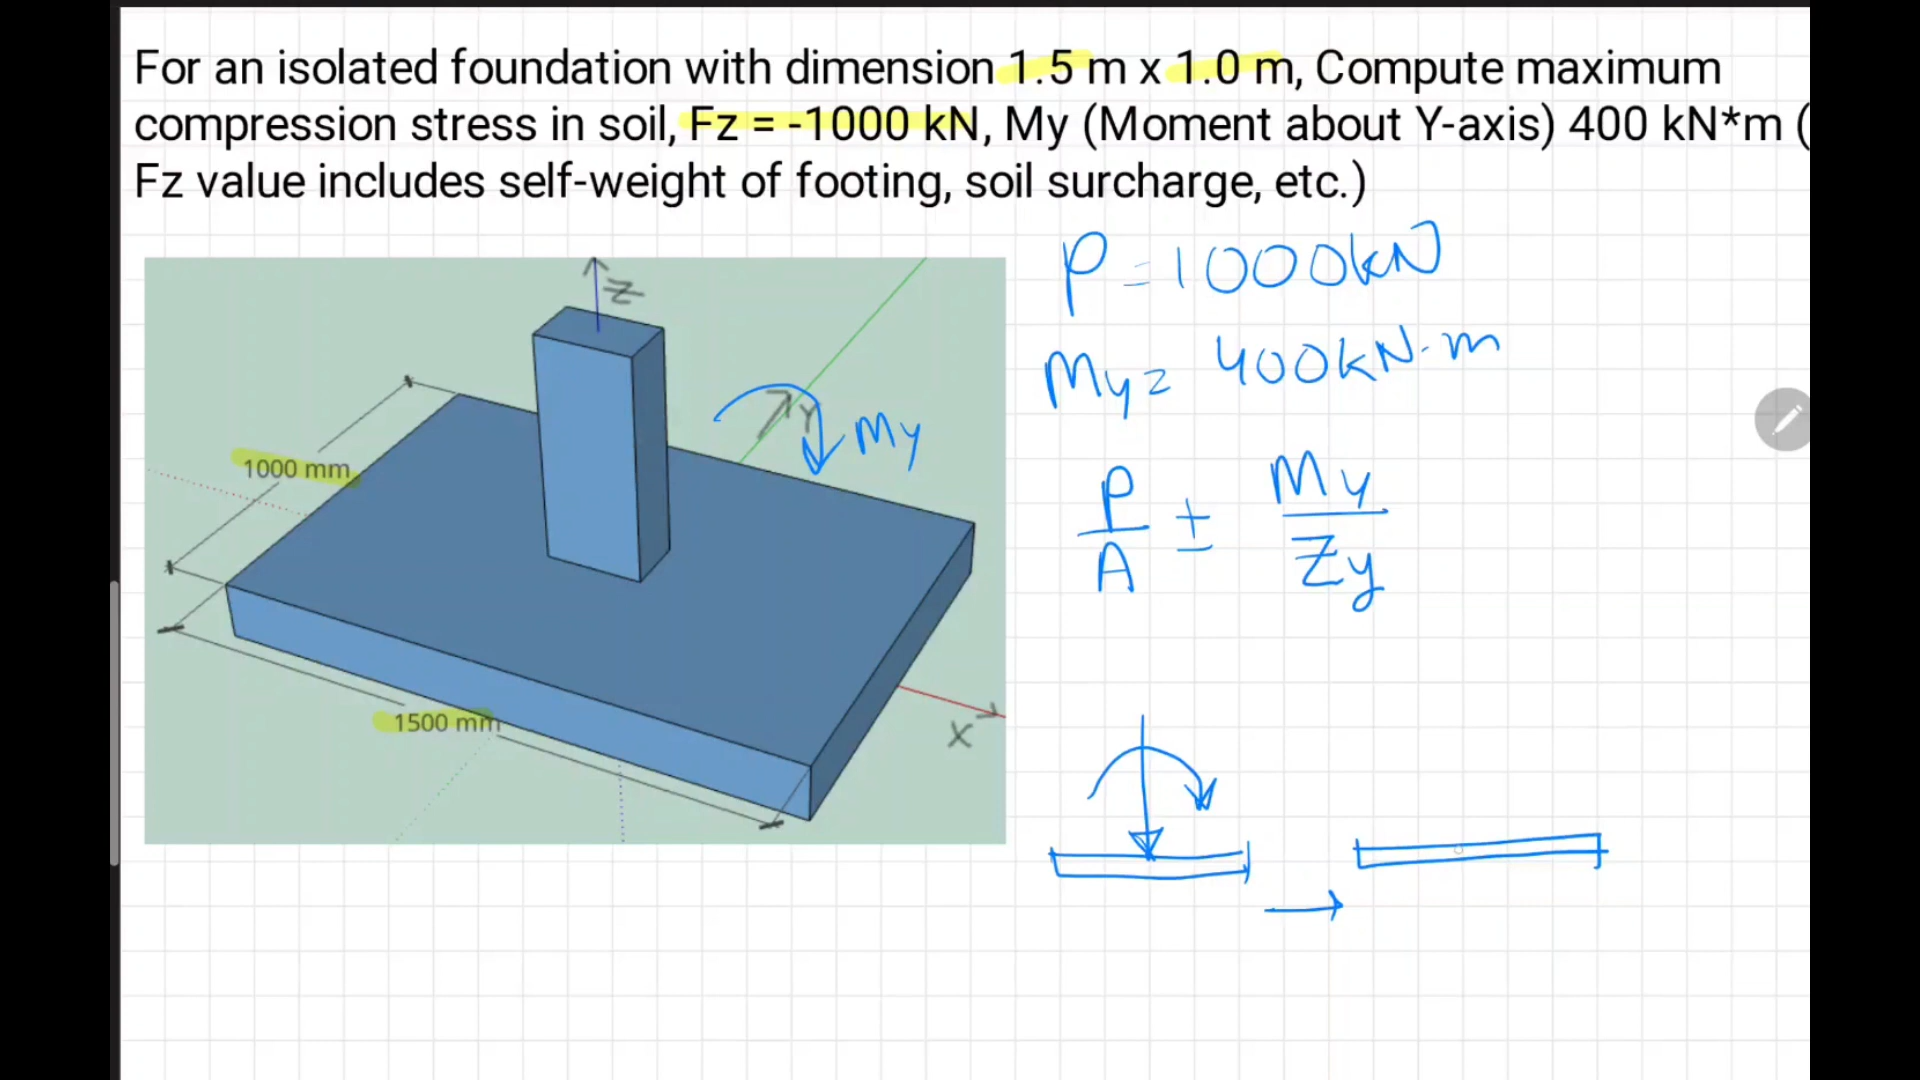 For an isolated foundation with dimension 1.5 m x 1.0 m, Compute maximum
compression stress in soil, Fz = -1000 kN, My (Moment about Y-axis) 400 kN*m (
Fz value includes self-weight of footing, soil surcharge, etc.)
P = 1000kN
Z
My = 400kN·m
Y
My
1000 mm
P/A ± My/Zy
1500 mm
X